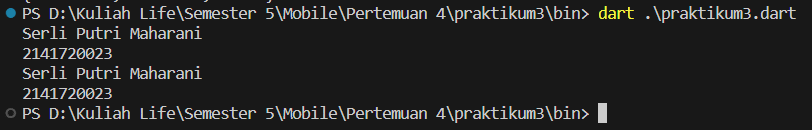 PS D:\Kuliah Life\Semester 5\Mobile\Pertemuan 4\praktikum3\bin> dart .\praktikum3.dart
Serli Putri Maharani
2141720023
Serli Putri Maharani
2141720023
PS D:\Kuliah Life\Semester 5\Mobile\Pertemuan 4\praktikum3\bin>